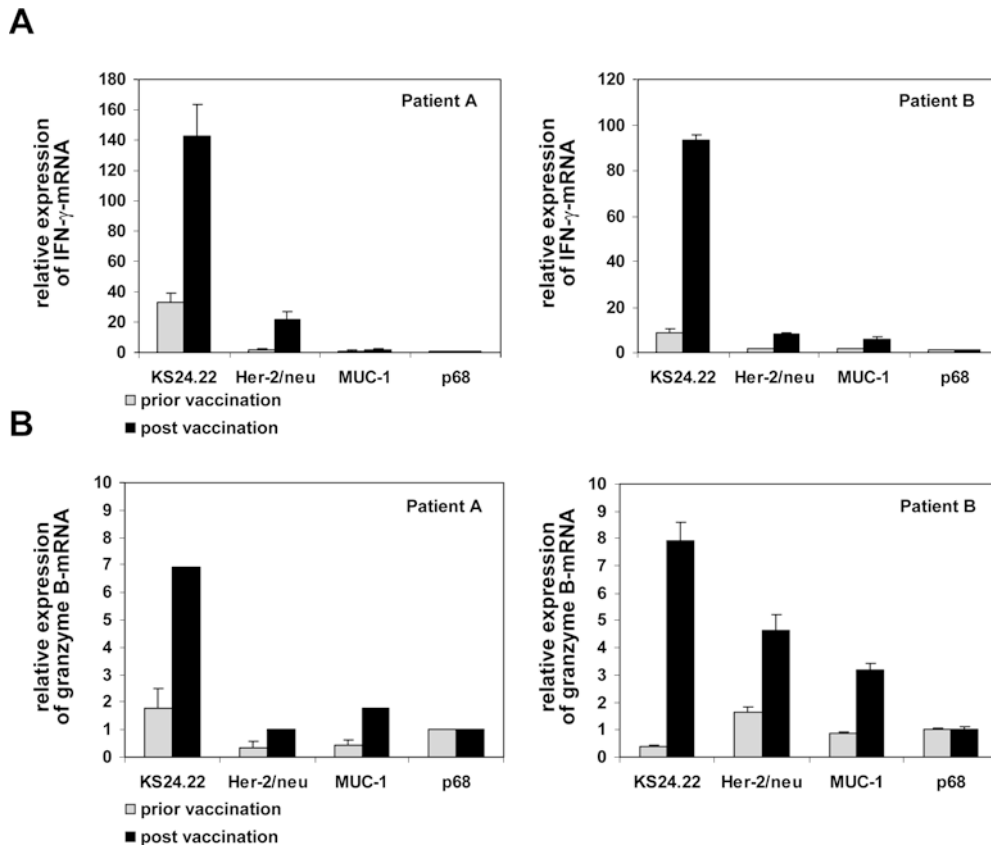 A
relative expression
of IFN-γ-mRNA
180
160
140
120
100
80
60
40
20
0
Patient A
KS24.22 Her-2/neu MUC-1 p68
prior vaccination
post vaccination
relative expression
of IFN-γ-mRNA
120
100
80
60
40
20
0
Patient B
KS24.22 Her-2/neu MUC-1 p68
B
relative expression
of granzyme B-mRNA
10
9
8
7
6
5
4
3
2
1
0
Patient A
KS24.22 Her-2/neu MUC-1 p68
prior vaccination
post vaccination
relative expression
of granzyme B-mRNA
10
9
8
7
6
5
4
3
2
1
0
Patient B
KS24.22 Her-2/neu MUC-1 p68